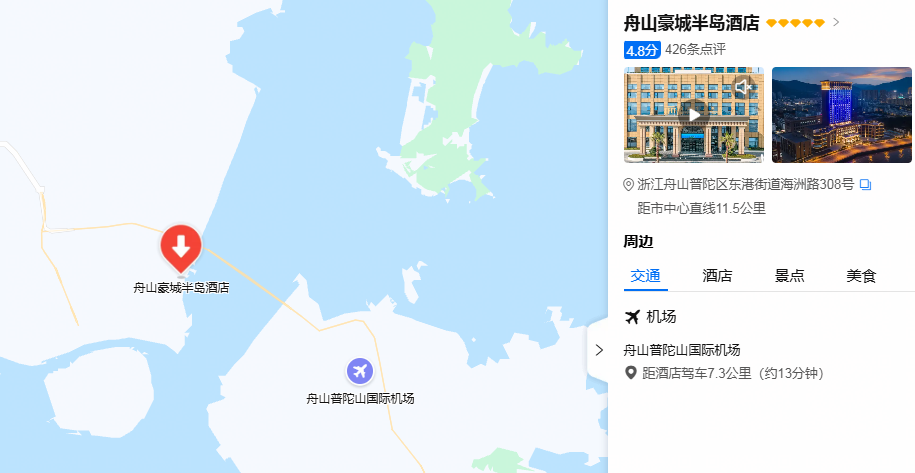 舟山豪城半岛酒店
舟山普陀山国际机场
舟山豪城半岛酒店
4.8分 426条点评
浙江舟山普陀区东港街道海洲路308号
距市中心直线11.5公里
周边
交通 酒店 景点 美食
机场
舟山普陀山国际机场
距酒店驾车7.3公里（约13分钟）